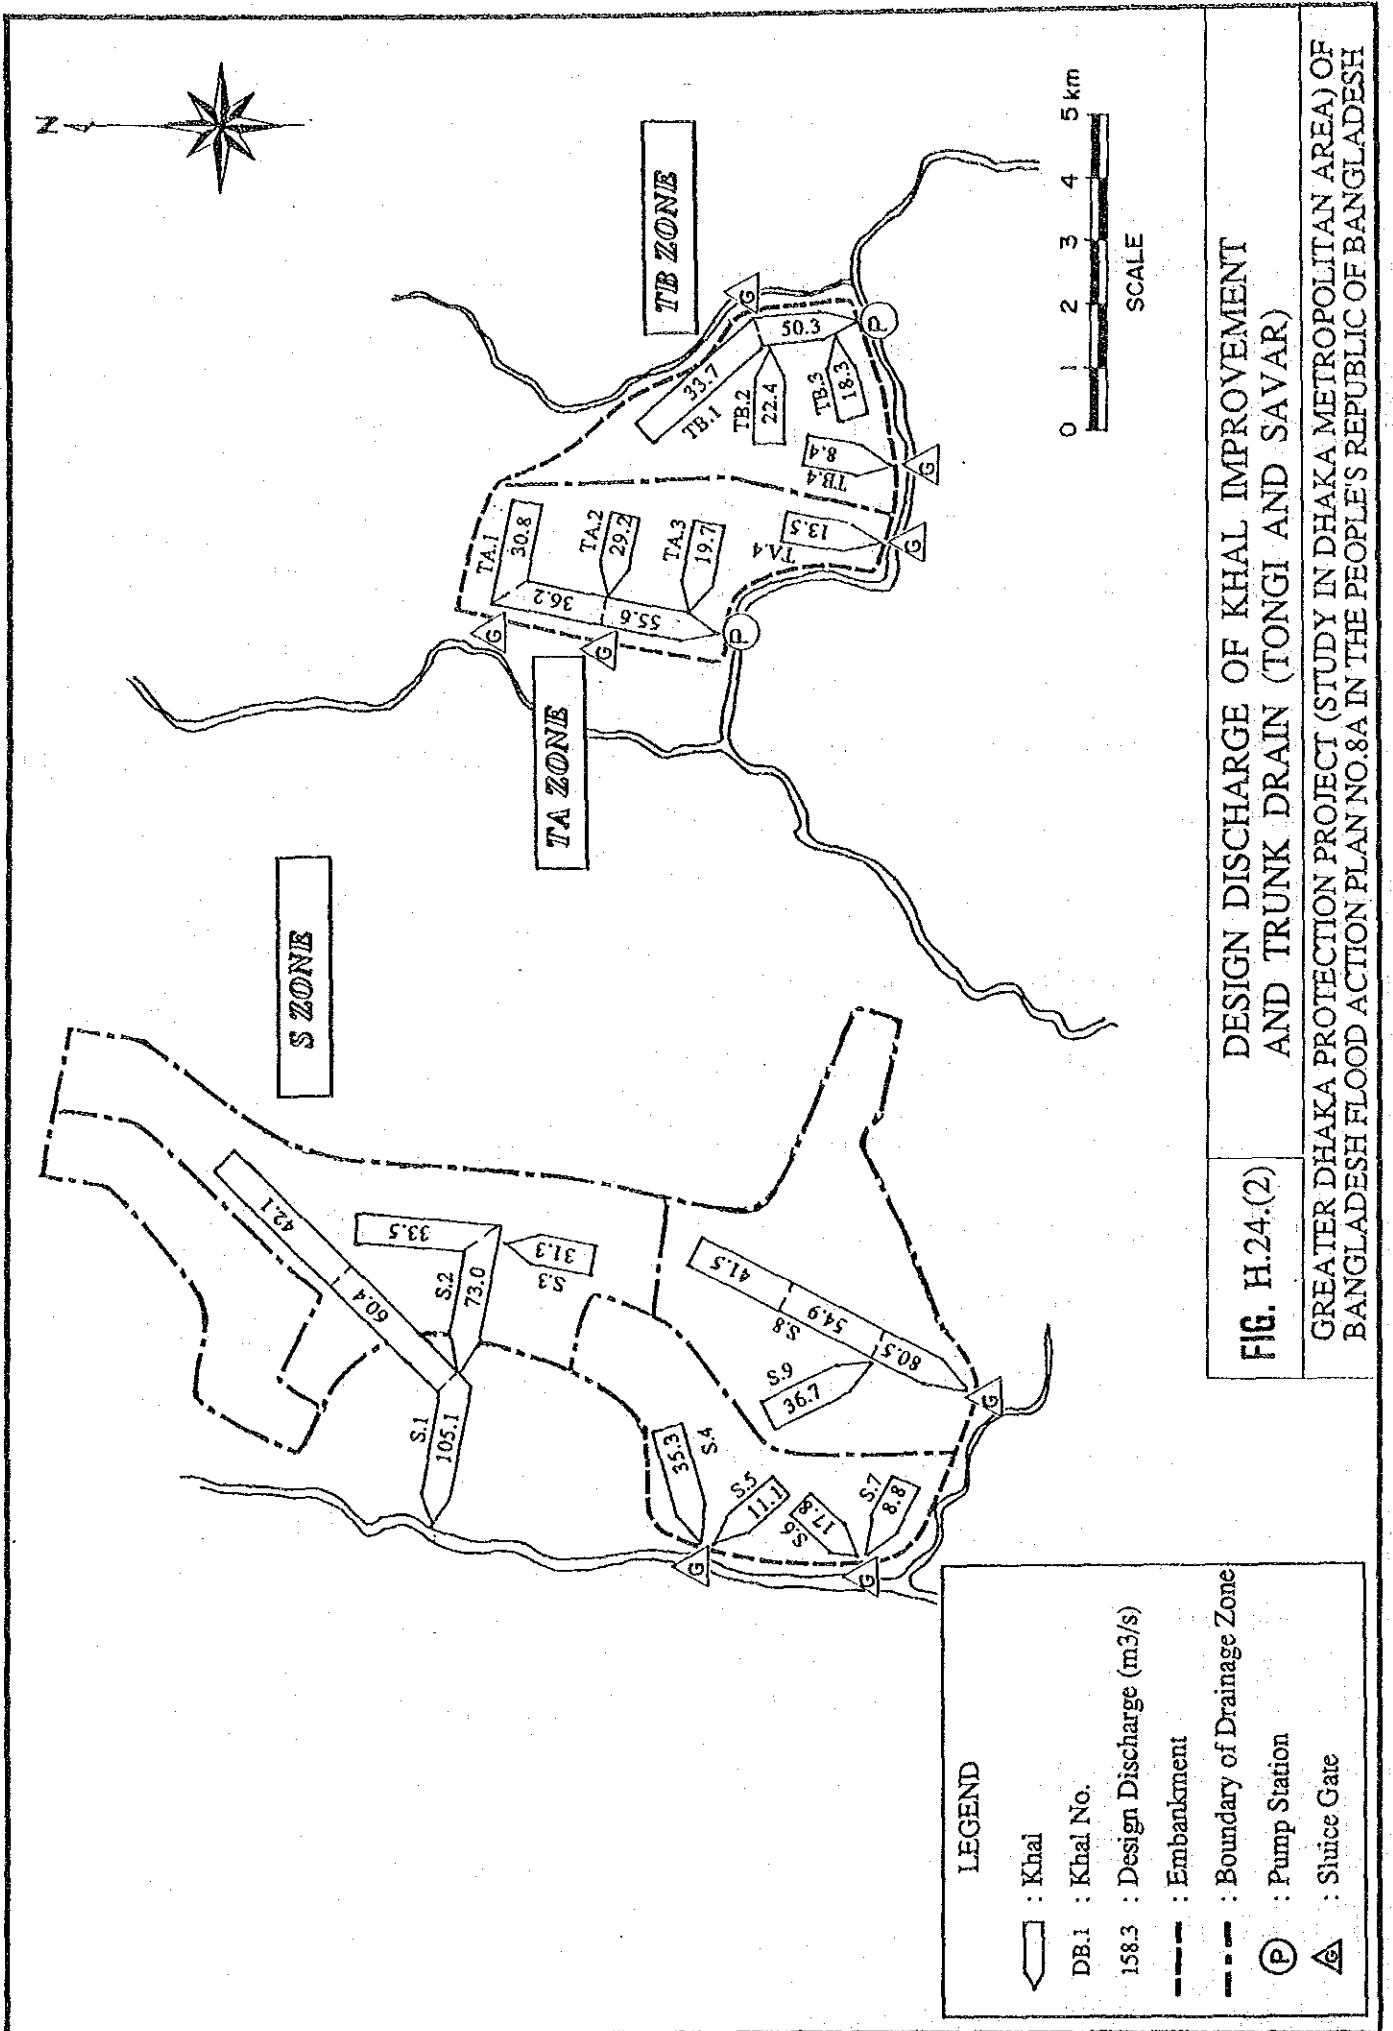 N
S ZONE
TA ZONE
TB ZONE
42.1
60.4
S.1
105.1
S.2
73.0
33.5
31.3
S.3
35.3
S.4
S.5
11.1
S.6
17.8
S.7
8.8
41.5
S.8
54.9
80.5
S.9
36.7
G
G
G
TA.1
30.8
36.2
TA.2
29.2
55.6
TA.3
19.7
TA.4
13.5
G
G
P
G
TB.1
33.7
TB.2
22.4
50.3
TB.3
18.3
TB.4
8.4
G
P
G
0 1 2 3 4 5 km
SCALE
LEGEND
: Khal
DB.1 : Khal No.
158.3 : Design Discharge (m3/s)
: Embankment
: Boundary of Drainage Zone
P : Pump Station
G : Sluice Gate
FIG. H.24.(2)
DESIGN DISCHARGE OF KHAL IMPROVEMENT
AND TRUNK DRAIN (TONGI AND SAVAR)
GREATER DHAKA PROTECTION PROJECT (STUDY IN DHAKA METROPOLITAN AREA) OF
BANGLADESH FLOOD ACTION PLAN NO.8A IN THE PEOPLE'S REPUBLIC OF BANGLADESH